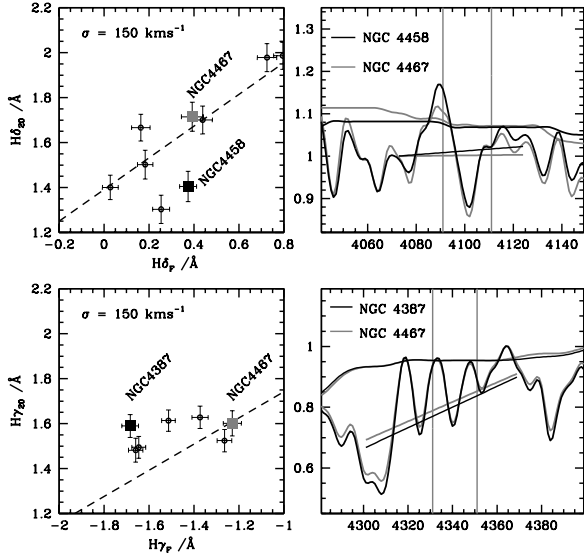 σ = 150 kms⁻¹
NGC4467
NGC4458
Hδ₂₀ /Å
2.2
2
1.8
1.6
1.4
1.2
-0.2 0 0.2 0.4 0.6 0.8
Hδ_F /Å
NGC 4458
NGC 4467
1.3
1.2
1.1
1
0.9
4060 4080 4100 4120 4140
σ = 150 kms⁻¹
NGC4387
NGC4467
Hγ₂₀ /Å
2.2
2
1.8
1.6
1.4
1.2
-2 -1.8 -1.6 -1.4 -1.2 -1
Hγ_F /Å
NGC 4387
NGC 4467
1
0.8
0.6
4300 4320 4340 4360 4380